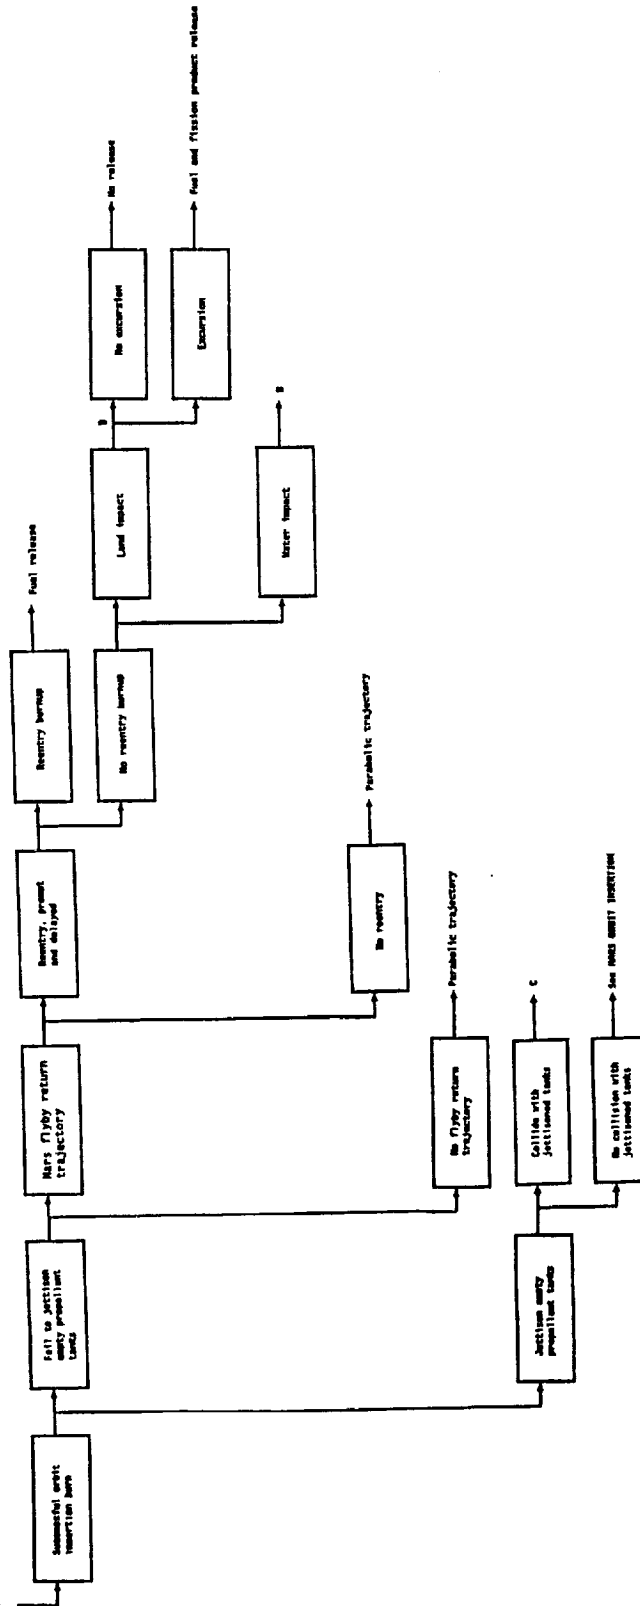 Successful orbit
insertion burn
Fail to jettison
empty propellant
tanks
Mars flyby return
trajectory
Reentry, prompt
and delayed
Reentry burnup
Fuel release
No reentry burnup
Land impact
B
No excursion
No release
Excursion
Fuel and fission product release
Water impact
B
No reentry
Parabolic trajectory
No flyby return
trajectory
Parabolic trajectory
Jettison empty
propellant tanks
Collide with
jettisoned tanks
C
No collision with
jettisoned tanks
See MARS ORBIT INSERTION